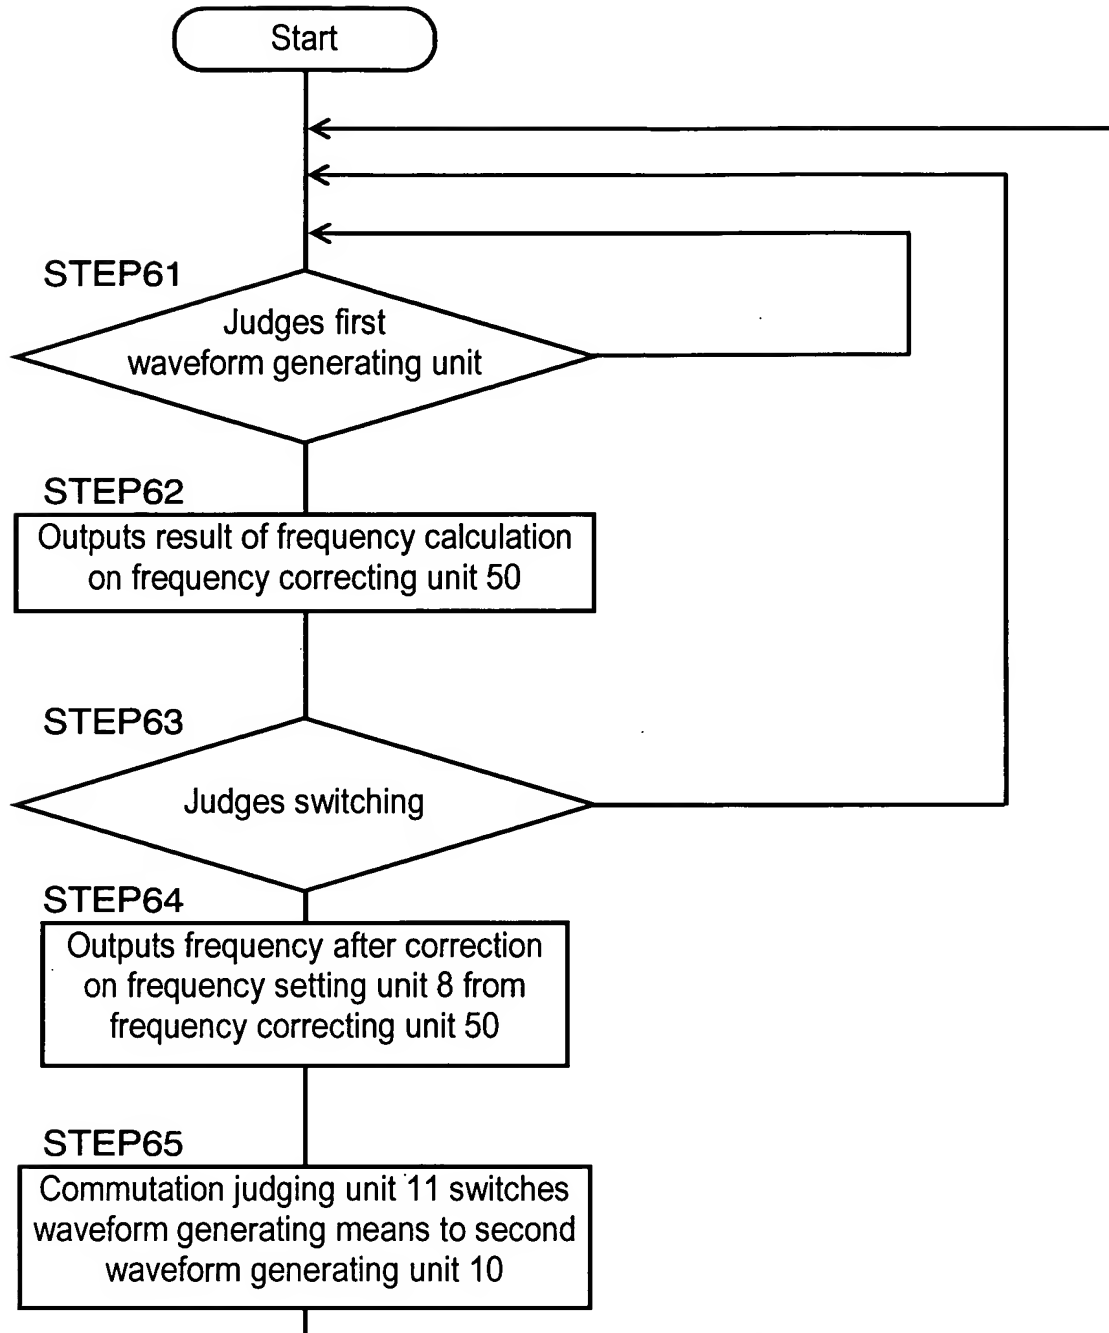 Start
STEP61
Judges first
waveform generating unit
STEP62
Outputs result of frequency calculation
on frequency correcting unit 50
STEP63
Judges switching
STEP64
Outputs frequency after correction
on frequency setting unit 8 from
frequency correcting unit 50
STEP65
Commutation judging unit 11 switches
waveform generating means to second
waveform generating unit 10